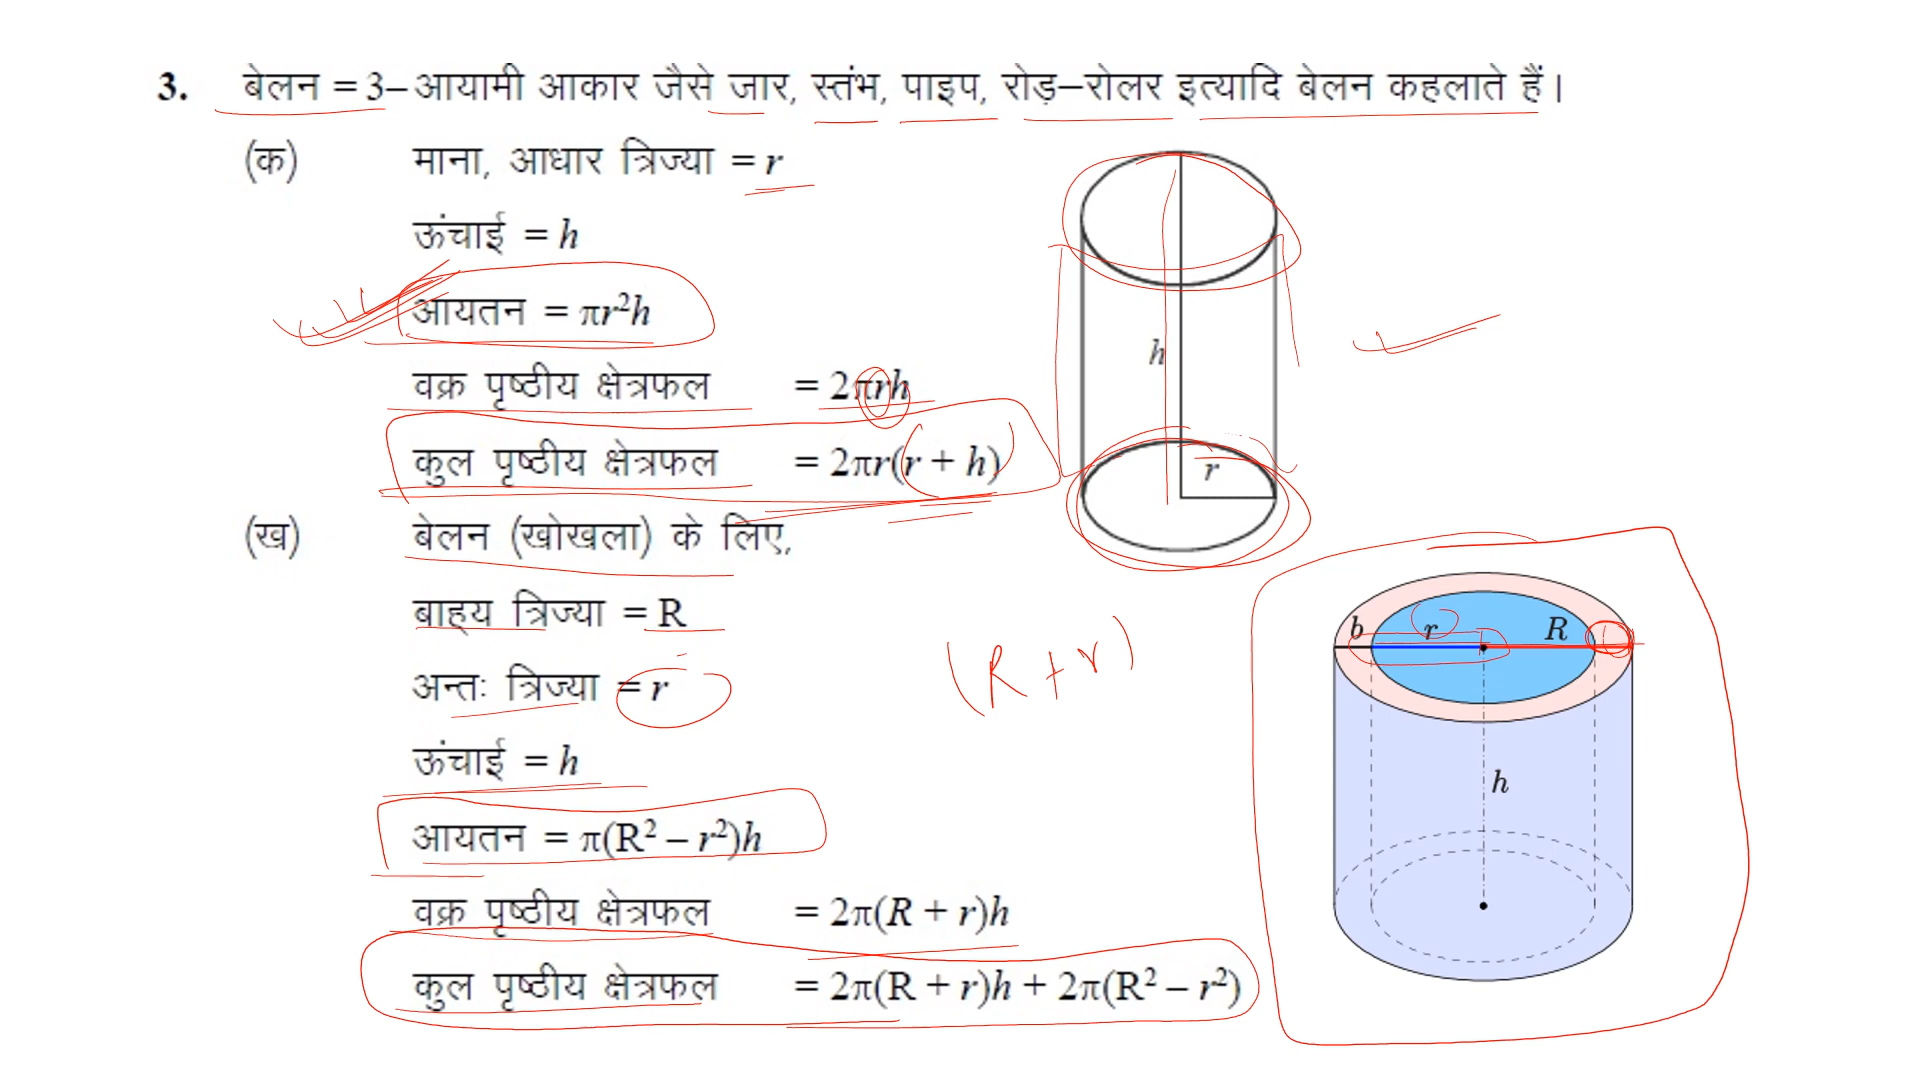 3. बेलन = 3–आयामी आकार जैसे जार, स्तंभ, पाइप, रोड़–रोलर इत्यादि बेलन कहलाते हैं।
(क) माना, आधार त्रिज्या = r
ऊंचाई = h
आयतन = πr²h
वक्र पृष्ठीय क्षेत्रफल = 2πrh
कुल पृष्ठीय क्षेत्रफल = 2πr(r + h)
h
r
(ख) बेलन (खोखला) के लिए,
बाह्य त्रिज्या = R
अन्तः त्रिज्या = r
ऊंचाई = h
आयतन = π(R² – r²)h
वक्र पृष्ठीय क्षेत्रफल = 2π(R + r)h
कुल पृष्ठीय क्षेत्रफल = 2π(R + r)h + 2π(R² – r²)
(R + r)
b r R
h